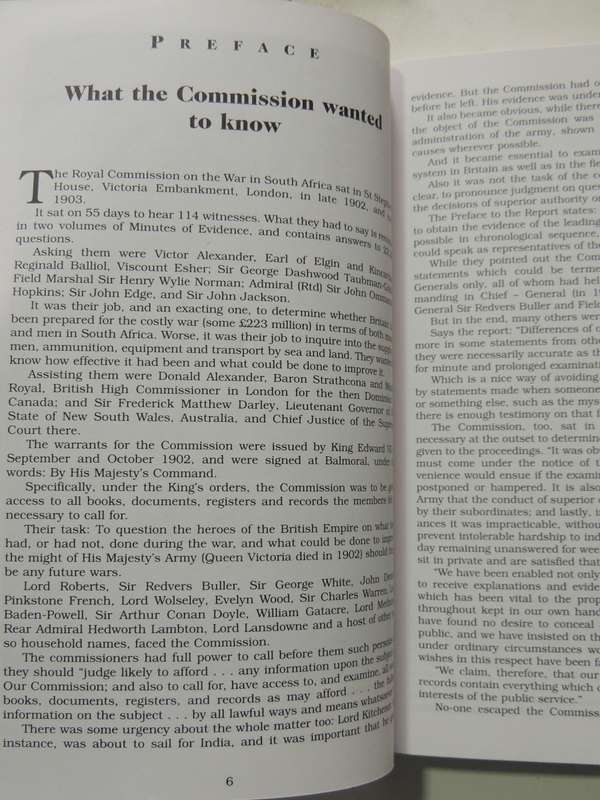 PREFACE
What the Commission wanted
to know
The Royal Commission on the War in South Africa sat in St
House, Victoria Embankment, London, in late 1902, and
1903.
It sat on 55 days to hear 114 witnesses. What they had to say is
in two volumes of Minutes of Evidence, and contains answers to
questions.
Asking them were Victor Alexander, Earl of Elgin and
Reginald Balliol, Viscount Esher; Sir George Dashwood Taubman-
Field Marshal Sir Henry Wylie Norman; Admiral (Rtd) Sir John
Hopkins; Sir John Edge, and Sir John Jackson.
It was their job, and an exacting one, to determine whether
been prepared for the costly war (some £223 million) in terms of both
and men in South Africa. Worse, it was their job to inquire into the
men, ammunition, equipment and transport by sea and land. They
know how effective it had been and what could be done to improve it.
Assisting them were Donald Alexander, Baron Strathcona and
Royal, British High Commissioner in London for the then Dominion
Canada; and Sir Frederick Matthew Darley, Lieutenant Governor
State of New South Wales, Australia, and Chief Justice of the
Court there.
The warrants for the Commission were issued by King Edward
September and October 1902, and were signed at Balmoral, under
words: By His Majesty's Command.
Specifically, under the King's orders, the Commission was to be
access to all books, documents, registers and records the members
necessary to call for.
Their task: To question the heroes of the British Empire on what
had, or had not, done during the war, and what could be done to
the might of His Majesty's Army (Queen Victoria died in 1902) should
be any future wars.
Lord Roberts, Sir Redvers Buller, Sir George White, John
Pinkstone French, Lord Wolseley, Evelyn Wood, Sir Charles Warren,
Baden-Powell, Sir Arthur Conan Doyle, William Gatacre, Lord
Rear Admiral Hedworth Lambton, Lord Lansdowne and a host of other
so household names, faced the Commission.
The commissioners had full power to call before them such persons
they should "judge likely to afford . . . any information upon the subject
Our Commission; and also to call for, have access to, and examine, all
books, documents, registers, and records as may afford . . . the
information on the subject . . . by all lawful ways and means whatsoever
There was some urgency about the whole matter too: Lord Kitchener
instance, was about to sail for India, and it was important that he
6
evidence. But the Commission had
before he left. His evidence was
It also became obvious, while
the object of the Commission was
administration of the army, shown
causes wherever possible.
And it became essential to
system in Britain as well as in the
Also it was not the task of the
clear, to pronounce judgment on
the decisions of superior authority
The Preface to the Report states:
to obtain the evidence of the leading
possible in chronological sequence,
could speak as representatives of the
While they pointed out the
statements which could be
Generals only, all of whom had
manding in Chief – General (in
General Sir Redvers Buller and
But in the end, many others
Says the report: "Differences of
more in some statements from
they were necessarily accurate as
for minute and prolonged
Which is a nice way of avoiding
by statements made when
or something else, such as the
there is enough testimony on that
The Commission, too, sat in
necessary at the outset to
given to the proceedings. "It was
must come under the notice of
venience would ensue if the
postponed or hampered. It is
Army that the conduct of superior
by their subordinates; and lastly,
ances it was impracticable,
prevent intolerable hardship to
day remaining unanswered for
sit in private and are satisfied
"We have been enabled not only
to receive explanations and
which has been vital to the
throughout kept in our own
have found no desire to conceal
public, and we have insisted on
under ordinary circumstances
wishes in this respect have been
"We claim, therefore, that our
records contain everything which
interests of the public service."
No-one escaped the